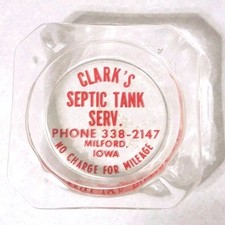 CLARK'S
SEPTIC TANK
SERV.
PHONE 338-2147
MILFORD,
IOWA
NO CHARGE FOR MILEAGE